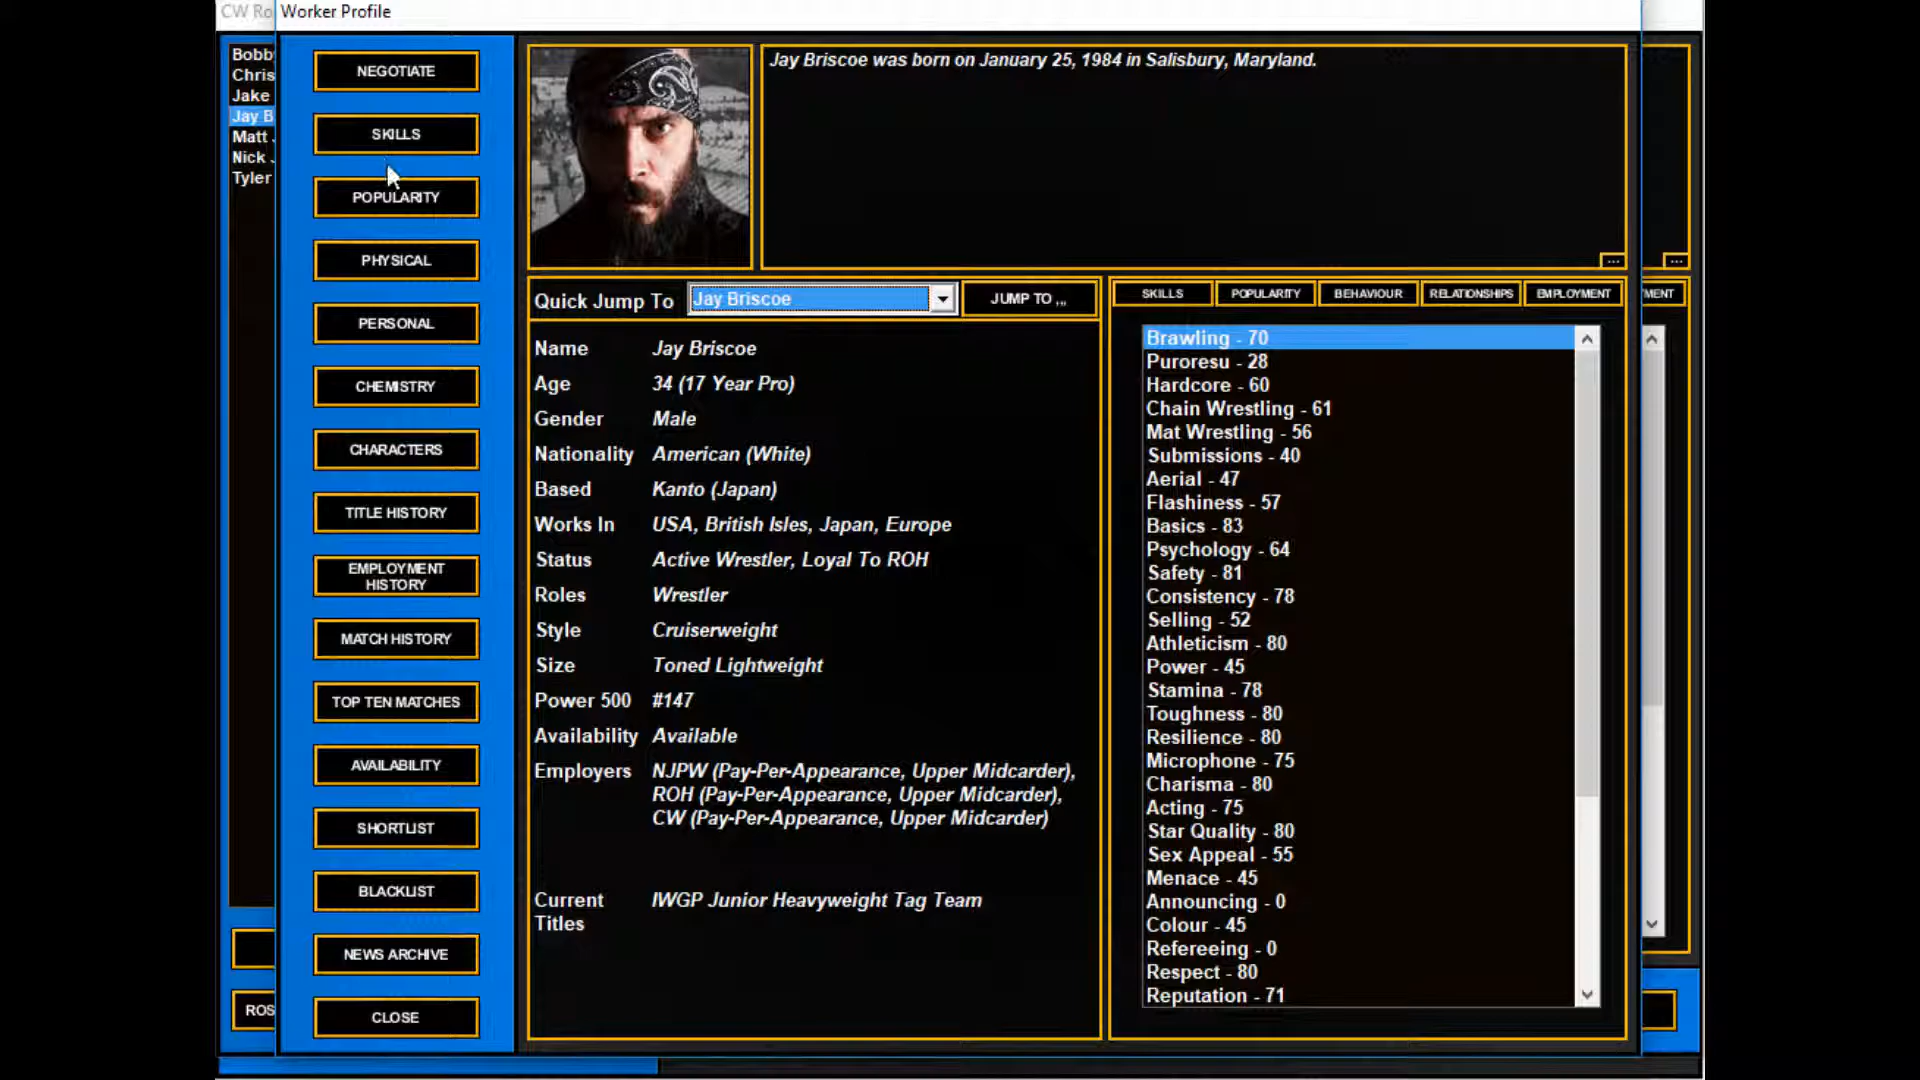 CW Ro
Worker Profile
Bobby
Chris
Jake
Jay B
Matt
Nick
Tyler
ROS
NEGOTIATE
SKILLS
POPULARITY
PHYSICAL
PERSONAL
CHEMISTRY
CHARACTERS
TITLE HISTORY
EMPLOYMENT
HISTORY
MATCH HISTORY
TOP TEN MATCHES
AVAILABILITY
SHORTLIST
BLACKLIST
NEWS ARCHIVE
CLOSE
Jay Briscoe was born on January 25, 1984 in Salisbury, Maryland.
...
...
Quick Jump To Jay Briscoe JUMP TO ,,,
Name Jay Briscoe
Age 34 (17 Year Pro)
Gender Male
Nationality American (White)
Based Kanto (Japan)
Works In USA, British Isles, Japan, Europe
Status Active Wrestler, Loyal To ROH
Roles Wrestler
Style Cruiserweight
Size Toned Lightweight
Power 500 #147
Availability Available
Employers NJPW (Pay-Per-Appearance, Upper Midcarder),
ROH (Pay-Per-Appearance, Upper Midcarder),
CW (Pay-Per-Appearance, Upper Midcarder)
Current IWGP Junior Heavyweight Tag Team
Titles
SKILLS POPULARITY BEHAVIOUR RELATIONSHIPS EMPLOYMENT MENT
Brawling - 70
Puroresu - 28
Hardcore - 60
Chain Wrestling - 61
Mat Wrestling - 56
Submissions - 40
Aerial - 47
Flashiness - 57
Basics - 83
Psychology - 64
Safety - 81
Consistency - 78
Selling - 52
Athleticism - 80
Power - 45
Stamina - 78
Toughness - 80
Resilience - 80
Microphone - 75
Charisma - 80
Acting - 75
Star Quality - 80
Sex Appeal - 55
Menace - 45
Announcing - 0
Colour - 45
Refereeing - 0
Respect - 80
Reputation - 71